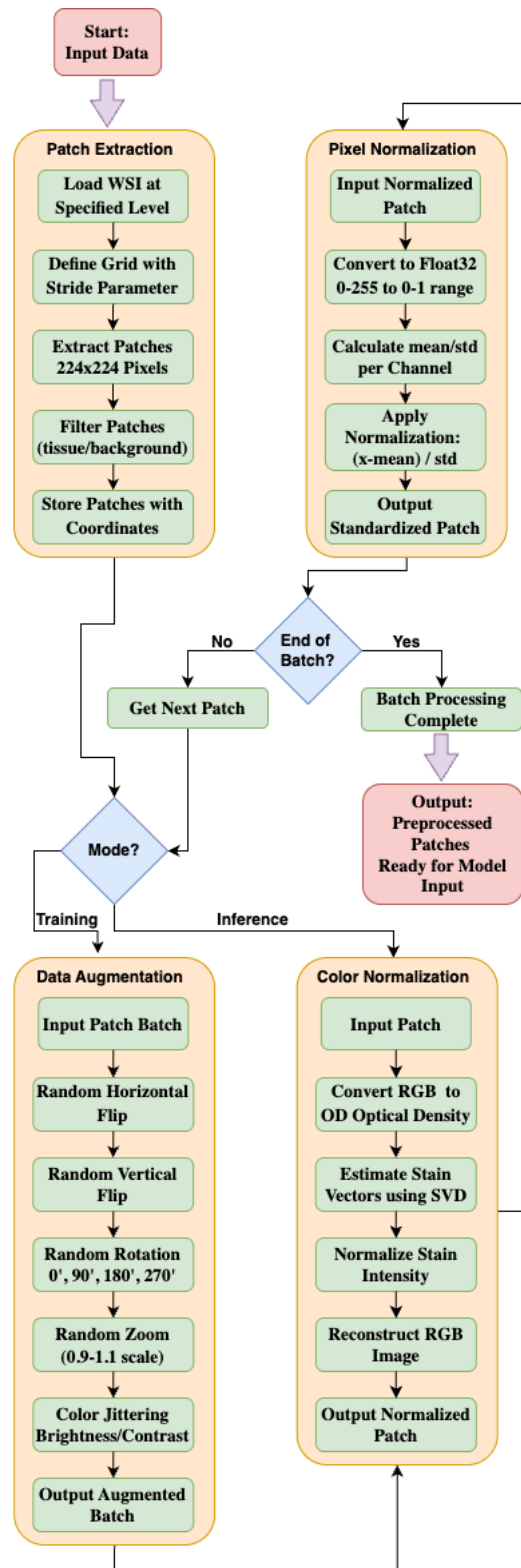 Start:
Input Data
Patch Extraction
Load WSI at
Specified Level
Define Grid with
Stride Parameter
Extract Patches
224x224 Pixels
Filter Patches
(tissue/background)
Store Patches with
Coordinates
Pixel Normalization
Input Normalized
Patch
Convert to Float32
0-255 to 0-1 range
Calculate mean/std
per Channel
Apply
Normalization:
(x-mean) / std
Output
Standardized Patch
End of
Batch?
No
Yes
Get Next Patch
Batch Processing
Complete
Output:
Preprocessed
Patches
Ready for Model
Input
Mode?
Training
Inference
Data Augmentation
Input Patch Batch
Random Horizontal
Flip
Random Vertical
Flip
Random Rotation
0', 90', 180', 270'
Random Zoom
(0.9-1.1 scale)
Color Jittering
Brightness/Contrast
Output Augmented
Batch
Color Normalization
Input Patch
Convert RGB to
OD Optical Density
Estimate Stain
Vectors using SVD
Normalize Stain
Intensity
Reconstruct RGB
Image
Output Normalized
Patch